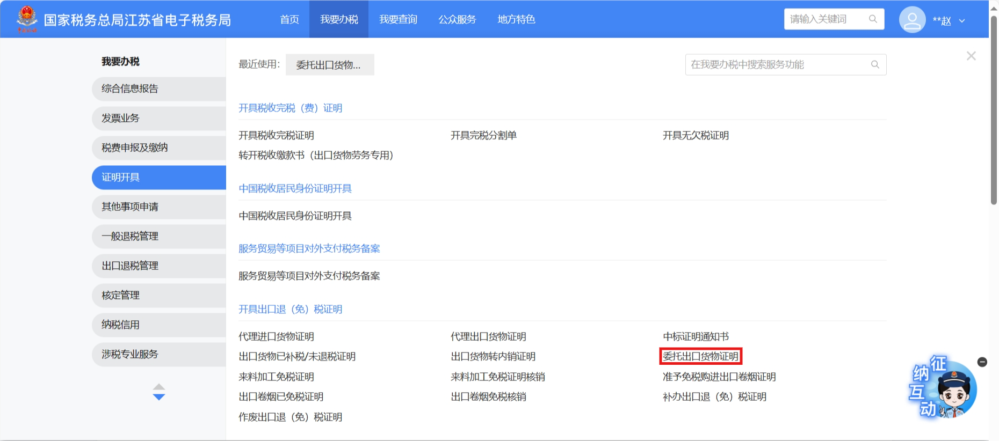 国家税务总局江苏省电子税务局 首页 我要办税 我要查询 公众服务 地方特色 请输入关键词 **赵
我要办税
综合信息报告
发票业务
税费申报及缴纳
证明开具
其他事项申请
一般退税管理
出口退税管理
核定管理
纳税信用
涉税专业服务
最近使用： 委托出口货物... 在我要办税中搜索服务功能
开具税收完税（费）证明
开具税收完税证明 开具完税分割单 开具无欠税证明
转开税收缴款书（出口货物劳务专用）
中国税收居民身份证明开具
中国税收居民身份证明开具
服务贸易等项目对外支付税务备案
服务贸易等项目对外支付税务备案
开具出口退（免）税证明
代理进口货物证明 代理出口货物证明 中标证明通知书
出口货物已补税/未退税证明 出口货物转内销证明 委托出口货物证明
来料加工免税证明 来料加工免税证明核销 准予免税购进出口卷烟证明
出口卷烟已免税证明 出口卷烟免税核销 补办出口退（免）税证明
作废出口退（免）税证明
征纳互动